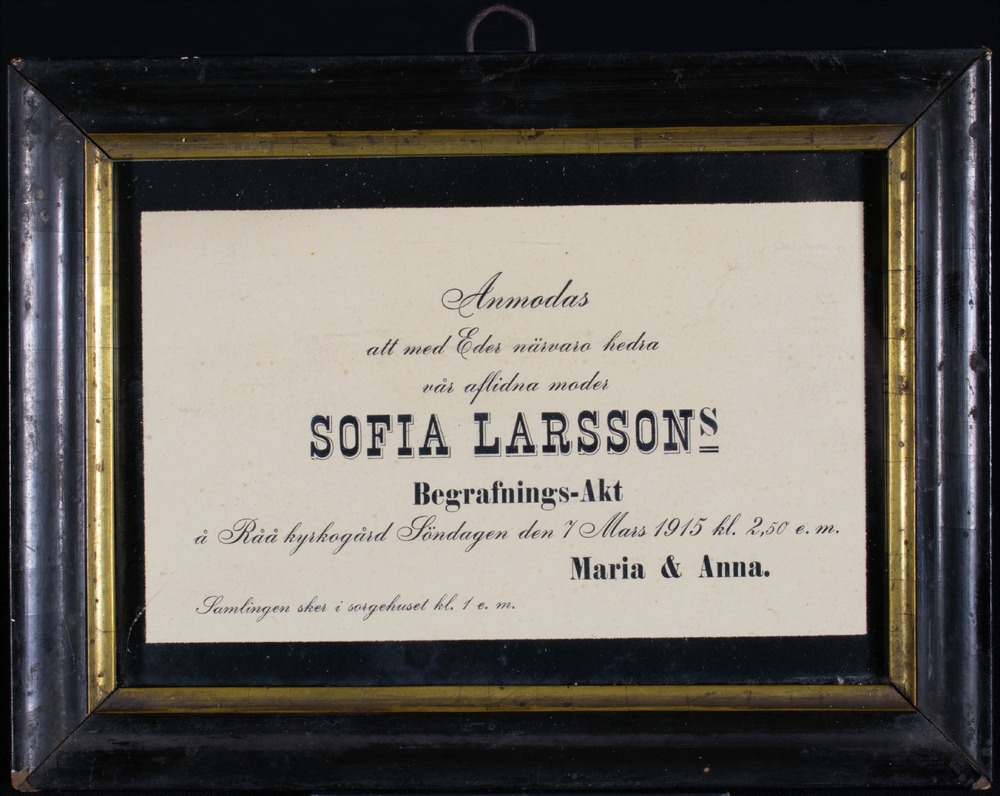 Anmodas
att med Eder närvaro hedra
vår aflidna moder
SOFIA LARSSONS
Begrafnings-Akt
å Råå kyrkogård Söndagen den 7 Mars 1915 kl. 2,50 e. m.
Maria & Anna.
Samlingen sker i sorgehuset kl. 1 e. m.